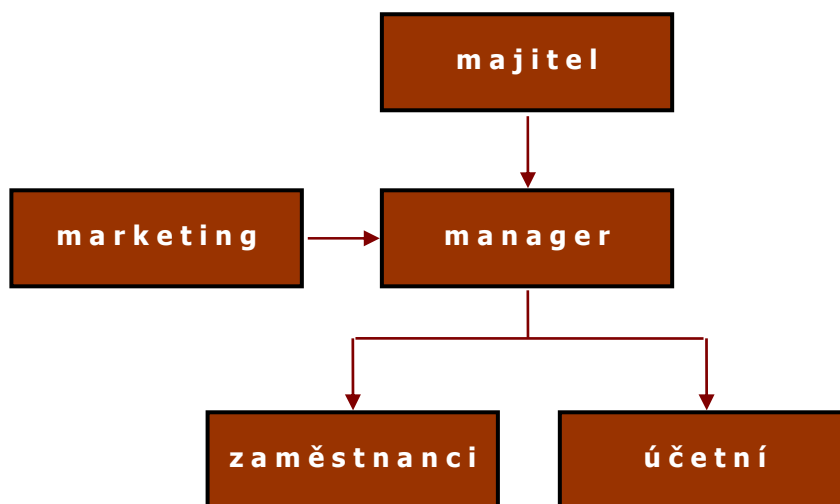 majitel
marketing
manager
zaměstnanci
účetní